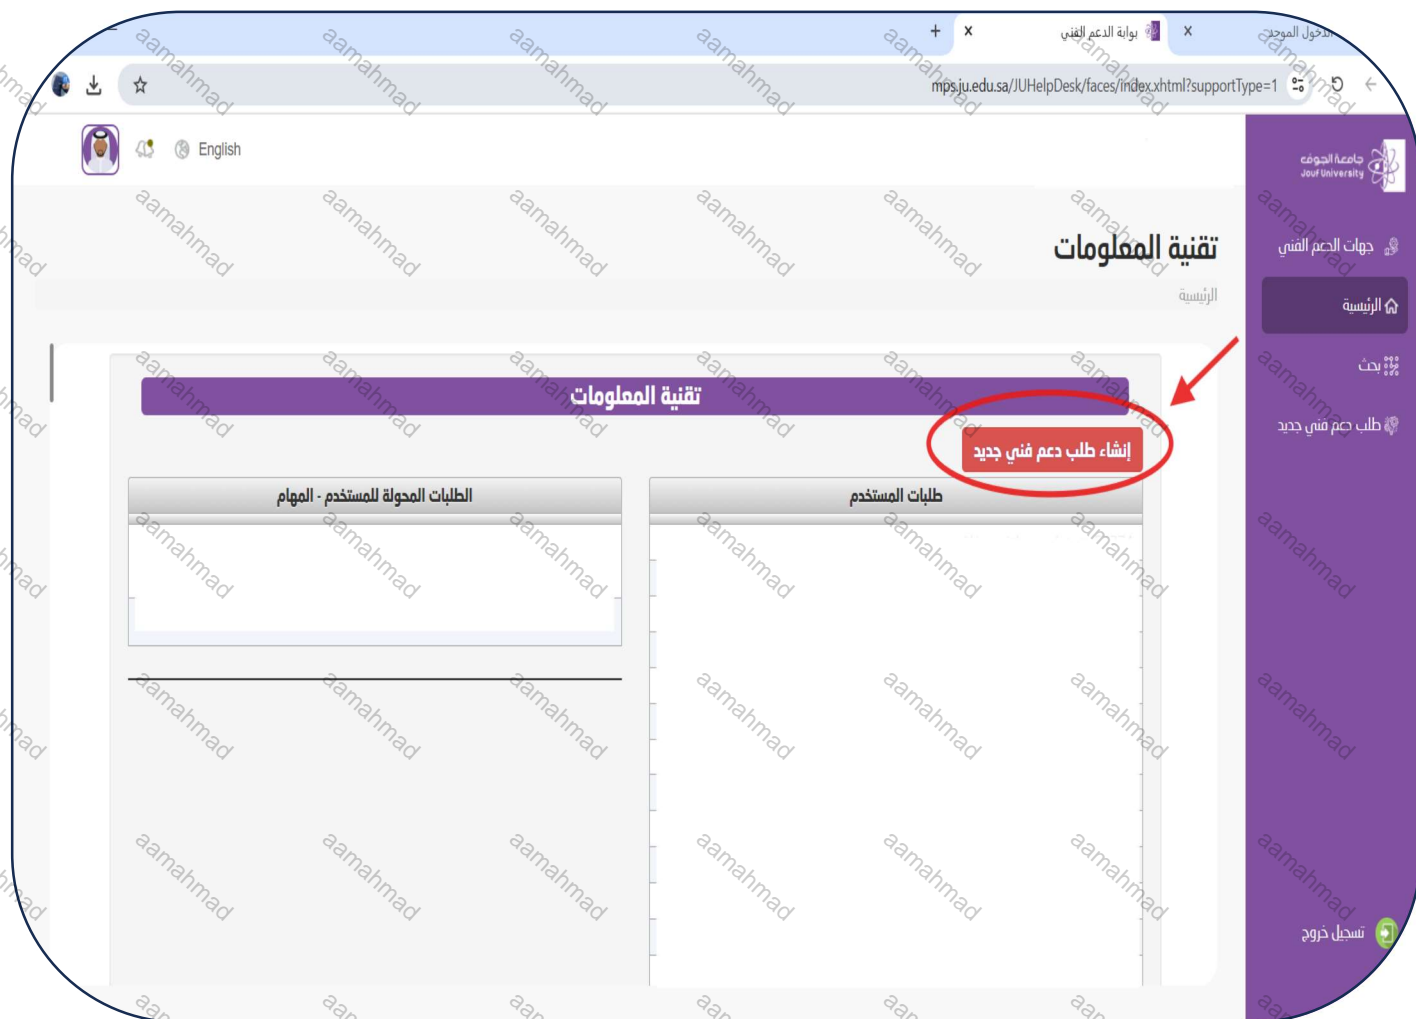 الدخول الموحد
بوابة الدعم الفني
mps.ju.edu.sa/JUHelpDesk/faces/index.xhtml?supportType=1
English
جامعة الجوف
Jouf University
جهات الدعم الفني
الرئيسية
بحث
طلب دعم فني جديد
تسجيل خروج
تقنية المعلومات
الرئيسية
تقنية المعلومات
إنشاء طلب دعم فني جديد
طلبات المستخدم
الطلبات المحولة للمستخدم - المهام
aamahmad